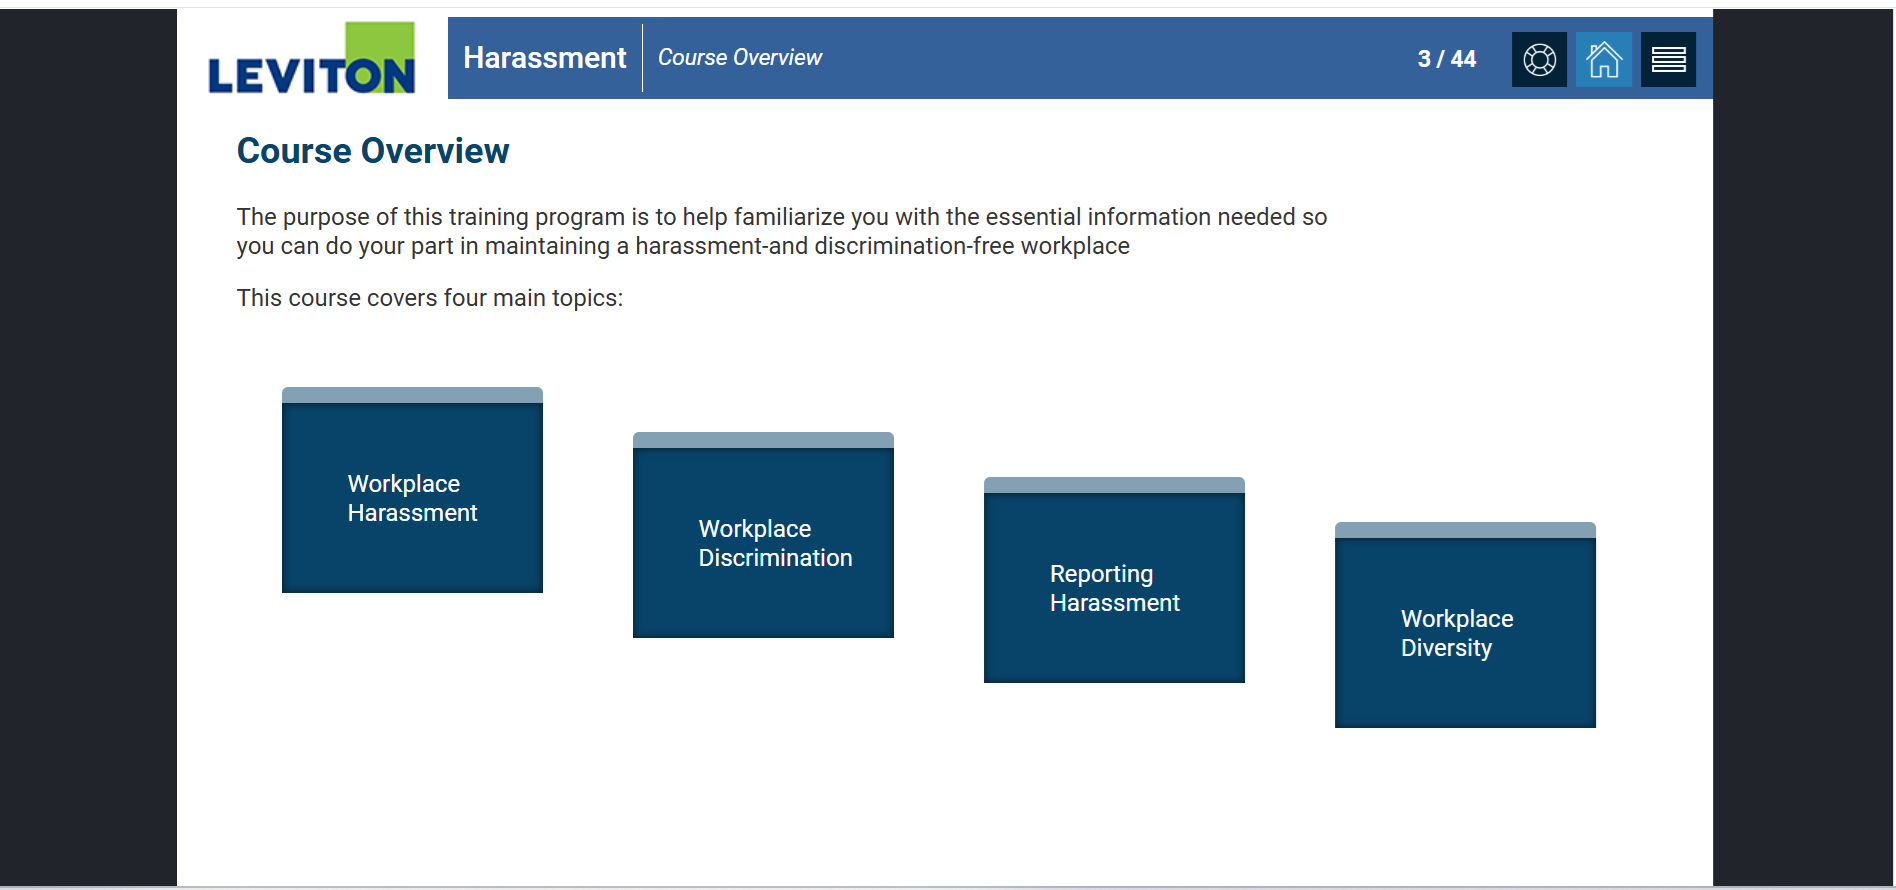 LEVITON
Harassment
Course Overview
3 / 44
Course Overview
The purpose of this training program is to help familiarize you with the essential information needed so
you can do your part in maintaining a harassment-and discrimination-free workplace
This course covers four main topics:
Workplace
Harassment
Workplace
Discrimination
Reporting
Harassment
Workplace
Diversity